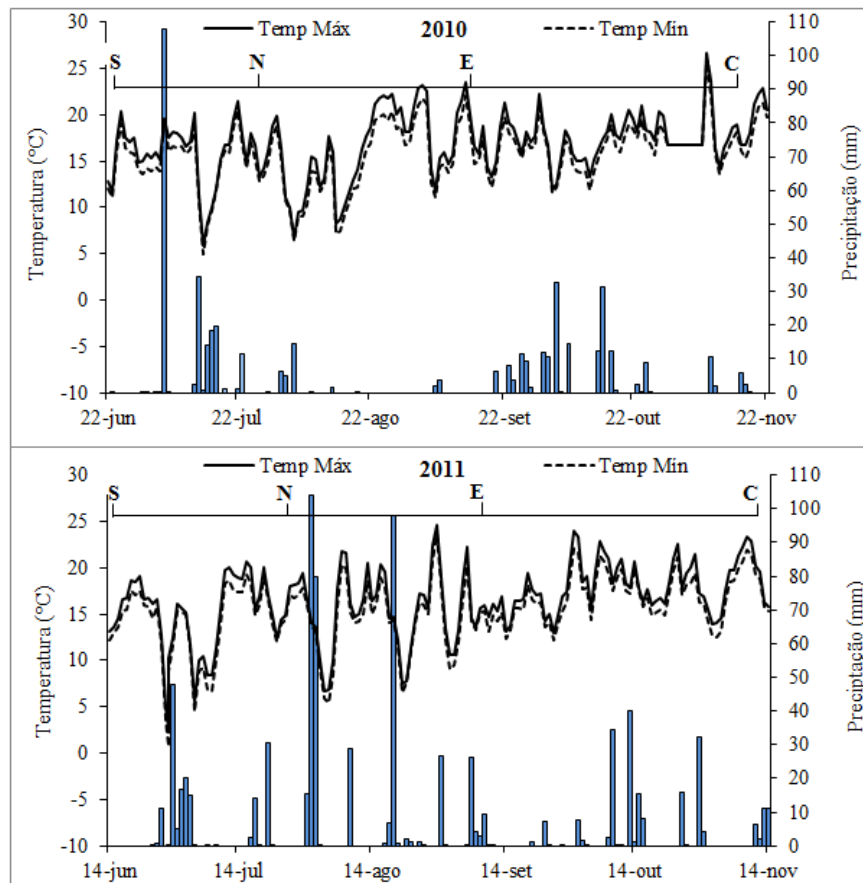 Temp Máx 2010 Temp Mín
S N E C
30 25 20 15 10 5 0 -5 -10
Temperatura (°C)
110 100 90 80 70 60 50 40 30 20 10 0
Precipitação (mm)
22-jun 22-jul 22-ago 22-set 22-out 22-nov
Temp Máx 2011 Temp Mín
S N E C
30 25 20 15 10 5 0 -5 -10
Temperatura (°C)
110 100 90 80 70 60 50 40 30 20 10 0
Preciptação (mm)
14-jun 14-jul 14-ago 14-set 14-out 14-nov